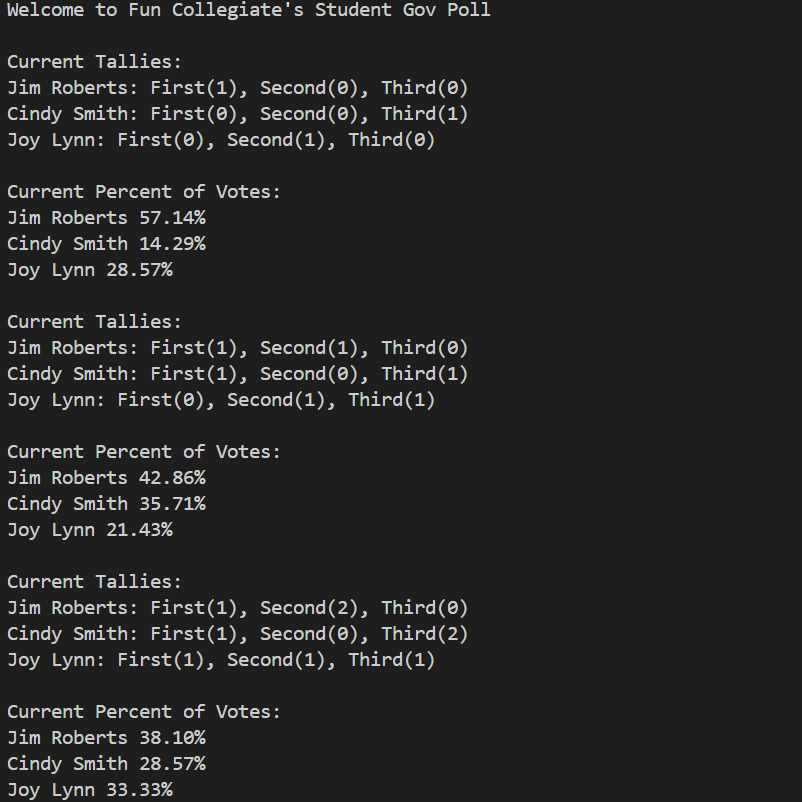 Welcome to Fun Collegiate's Student Gov Poll
Current Tallies:
Jim Roberts: First(1), Second(0), Third(0)
Cindy Smith: First(0), Second(0), Third(1)
Joy Lynn: First(0), Second(1), Third(0)
Current Percent of Votes:
Jim Roberts 57.14%
Cindy Smith 14.29%
Joy Lynn 28.57%
Current Tallies:
Jim Roberts: First(1), Second(1), Third(0)
Cindy Smith: First(1), Second(0), Third(1)
Joy Lynn: First(0), Second(1), Third(1)
Current Percent of Votes:
Jim Roberts 42.86%
Cindy Smith 35.71%
Joy Lynn 21.43%
Current Tallies:
Jim Roberts: First(1), Second(2), Third(0)
Cindy Smith: First(1), Second(0), Third(2)
Joy Lynn: First(1), Second(1), Third(1)
Current Percent of Votes:
Jim Roberts 38.10%
Cindy Smith 28.57%
Joy Lynn 33.33%